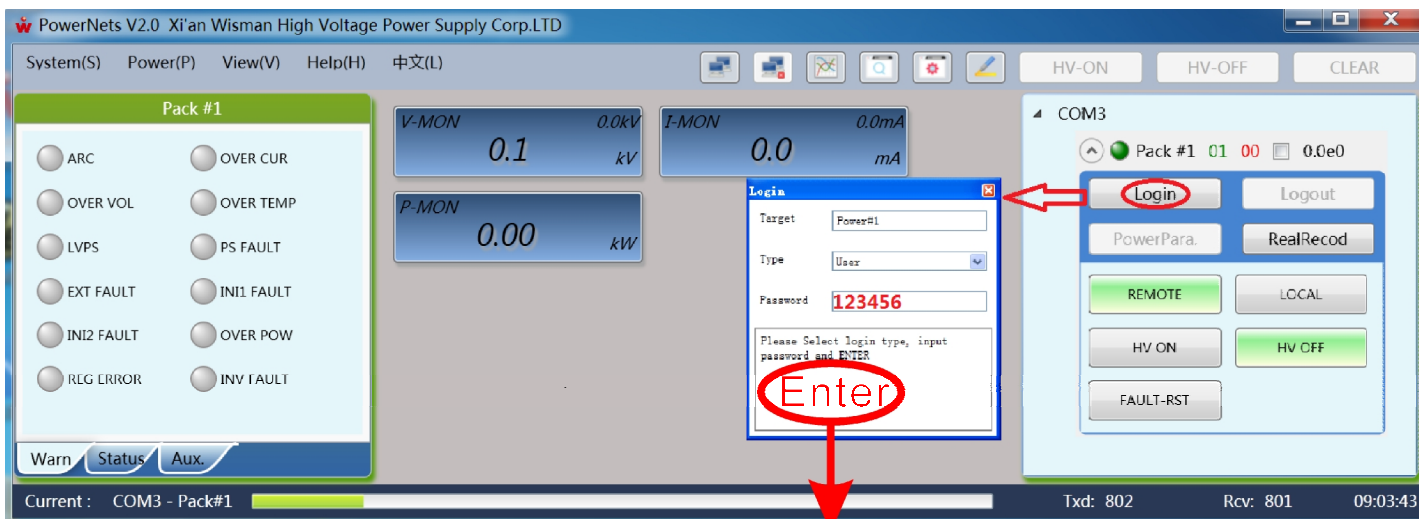 PowerNets V2.0 Xi'an Wisman High Voltage Power Supply Corp.LTD
System(S) Power(P) View(V) Help(H) 中文(L)
HV-ON HV-OFF CLEAR
Pack #1
ARC OVER CUR
OVER VOL OVER TEMP
LVPS PS FAULT
EXT FAULT INI1 FAULT
INI2 FAULT OVER POW
REG ERROR INV FAULT
Warn Status Aux.
V-MON 0.0kV
0.1 kV
I-MON 0.0mA
0.0 mA
P-MON
0.00 kW
Login
Target Power#1
Type User
Password 123456
Please Select login type, input
password and ENTER
Enter
COM3
Pack #1 01 00 0.0e0
Login Logout
PowerPara. RealRecod
REMOTE LOCAL
HV ON HV OFF
FAULT-RST
Current : COM3 - Pack#1 Txd: 802 Rcv: 801 09:03:43